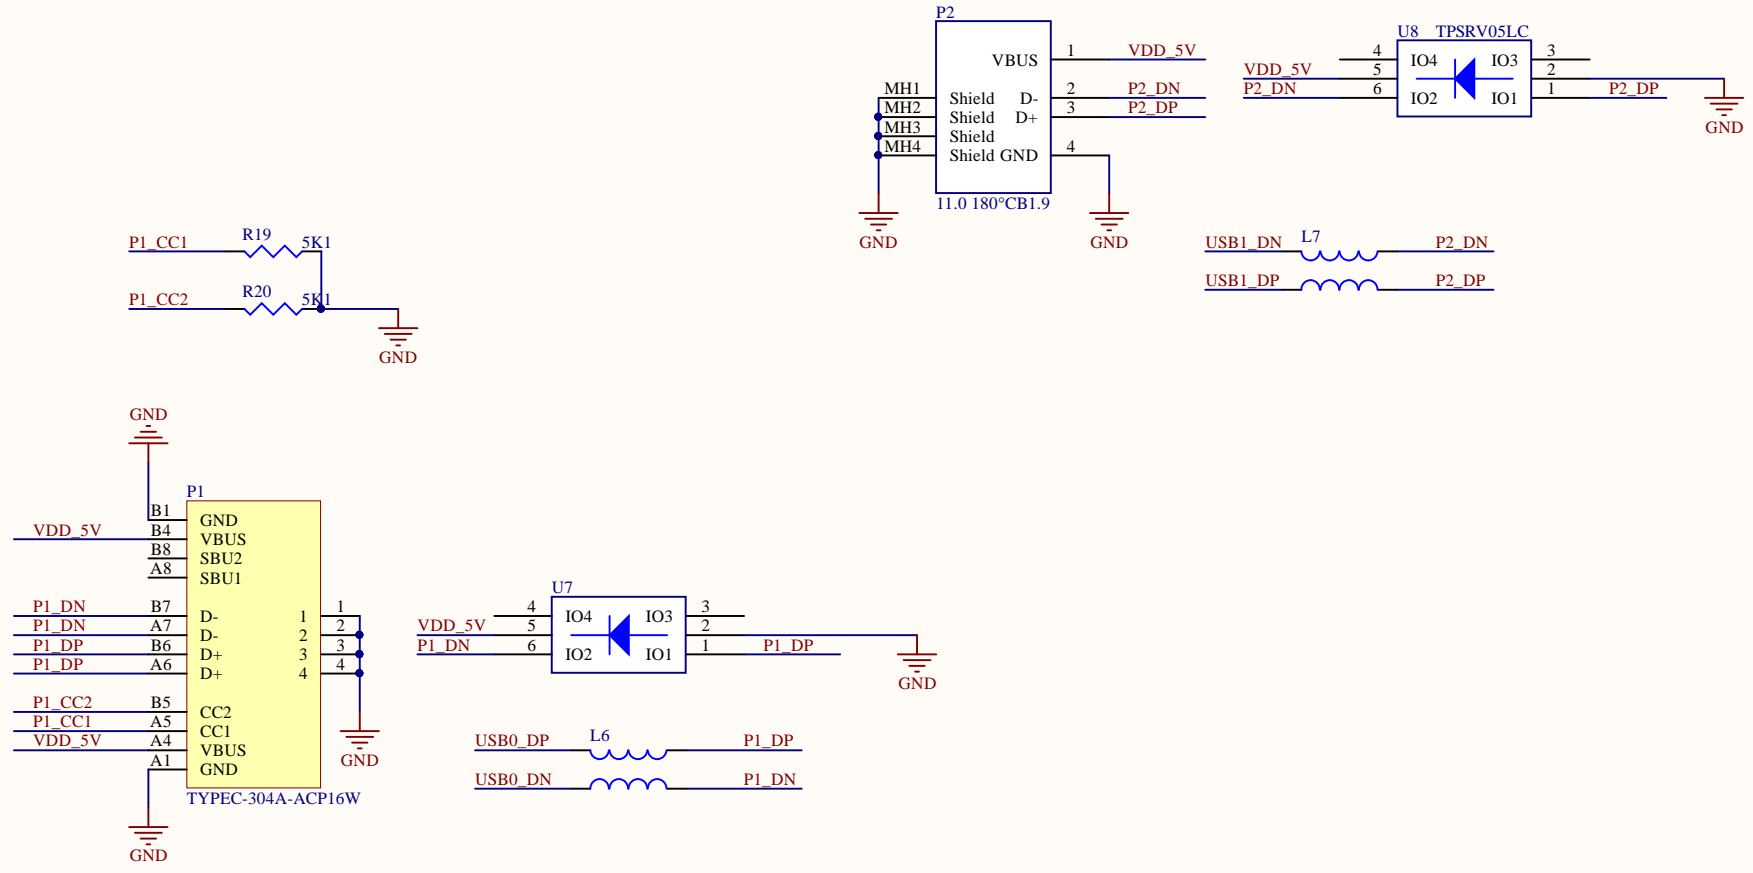 P2
VBUS 1 VDD_5V
MH1 Shield D- 2 P2_DN
MH2 Shield D+ 3 P2_DP
MH3 Shield
MH4 Shield GND 4
11.0 180°CB1.9
GND GND
U8 TPSRV05LC
4 IO4 IO3 3
VDD_5V 5 2
P2_DN 6 IO2 IO1 1 P2_DP
GND
P1_CC1 R19 5K1
P1_CC2 R20 5K1
GND
USB1_DN L7 P2_DN
USB1_DP P2_DP
GND
P1
B1 GND
VDD_5V B4 VBUS
B8 SBU2
A8 SBU1
P1_DN B7 D- 1 1
P1_DN A7 D- 2 2
P1_DP B6 D+ 3 3
P1_DP A6 D+ 4 4
P1_CC2 B5 CC2
P1_CC1 A5 CC1
VDD_5V A4 VBUS
A1 GND
GND
TYPEC-304A-ACP16W
GND
U7
4 IO4 IO3 3
VDD_5V 5 2
P1_DN 6 IO2 IO1 1 P1_DP
GND
USB0_DP L6 P1_DP
USB0_DN P1_DN